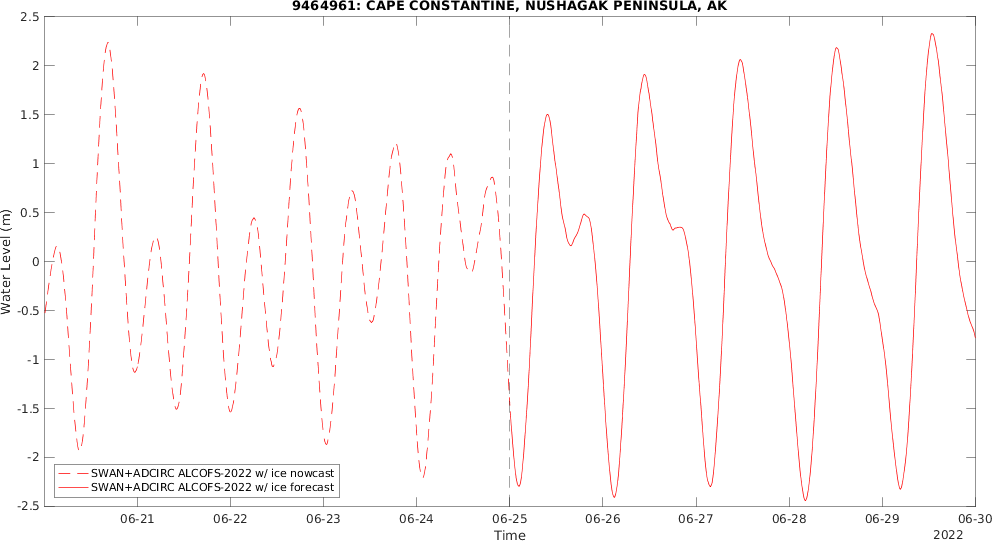 9464961: CAPE CONSTANTINE, NUSHAGAK PENINSULA, AK
Water Level (m)
2.5
2
1.5
1
0.5
0
-0.5
-1
-1.5
-2
-2.5
SWAN+ADCIRC ALCOFS-2022 w/ ice nowcast
SWAN+ADCIRC ALCOFS-2022 w/ ice forecast
06-21 06-22 06-23 06-24 06-25 06-26 06-27 06-28 06-29 06-30
Time
2022